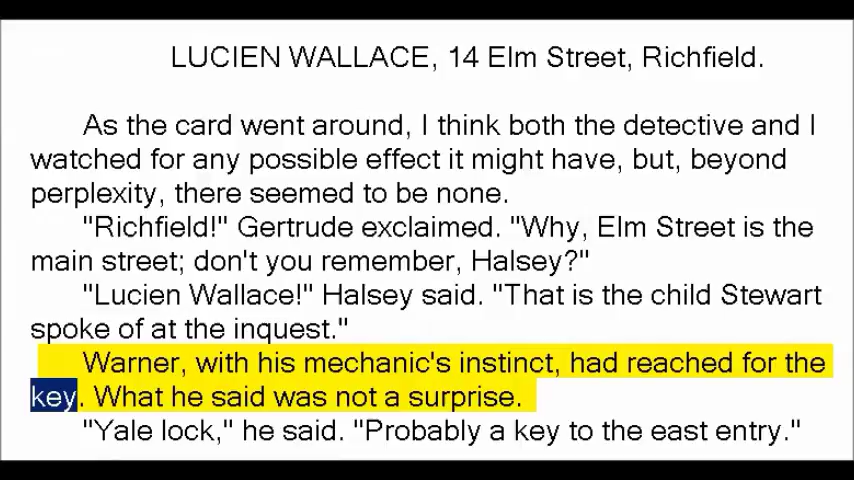 LUCIEN WALLACE, 14 Elm Street, Richfield.
As the card went around, I think both the detective and I
watched for any possible effect it might have, but, beyond
perplexity, there seemed to be none.
"Richfield!" Gertrude exclaimed. "Why, Elm Street is the
main street; don't you remember, Halsey?"
"Lucien Wallace!" Halsey said. "That is the child Stewart
spoke of at the inquest."
Warner, with his mechanic's instinct, had reached for the
key. What he said was not a surprise.
"Yale lock," he said. "Probably a key to the east entry."